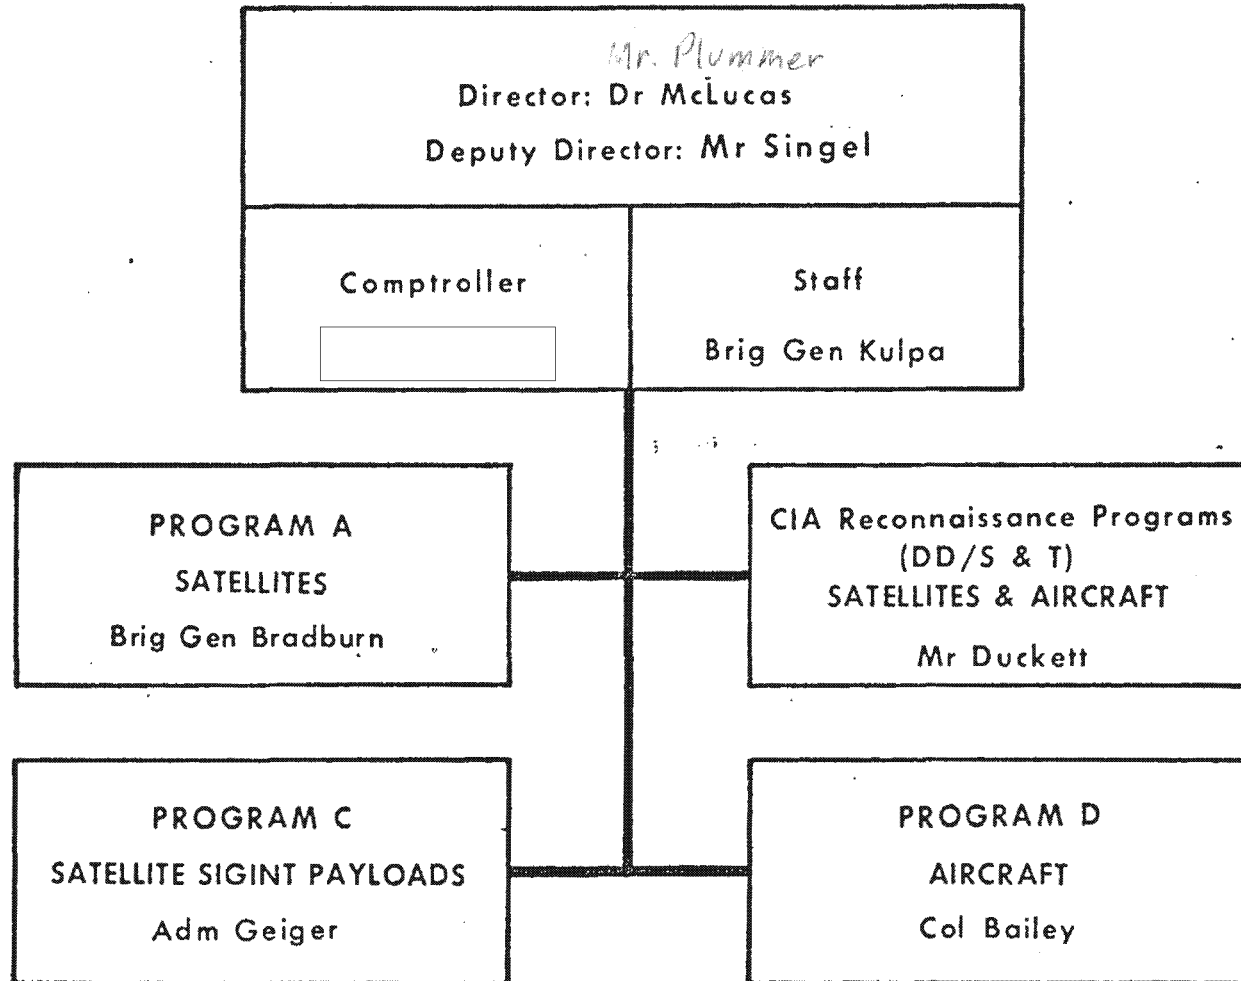 Mr. Plummer
Director: Dr McLucas
Deputy Director: Mr Singel
Comptroller
Staff
Brig Gen Kulpa
PROGRAM A
SATELLITES
Brig Gen Bradburn
CIA Reconnaissance Programs
(DD/S & T)
SATELLITES & AIRCRAFT
Mr Duckett
PROGRAM C
SATELLITE SIGINT PAYLOADS
Adm Geiger
PROGRAM D
AIRCRAFT
Col Bailey